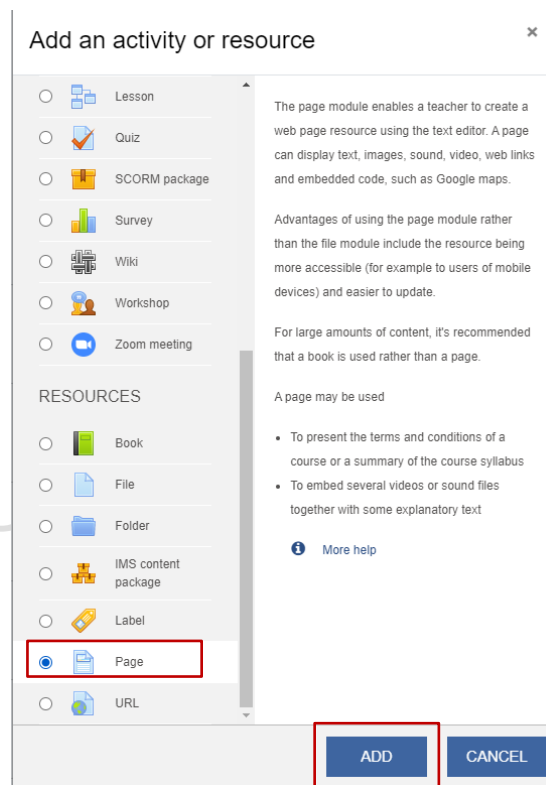 Add an activity or resource
×
Lesson
Quiz
SCORM package
Survey
Wiki
Workshop
Zoom meeting
RESOURCES
Book
File
Folder
IMS content
package
Label
Page
URL
The page module enables a teacher to create a
web page resource using the text editor. A page
can display text, images, sound, video, web links
and embedded code, such as Google maps.
Advantages of using the page module rather
than the file module include the resource being
more accessible (for example to users of mobile
devices) and easier to update.
For large amounts of content, it's recommended
that a book is used rather than a page.
A page may be used
• To present the terms and conditions of a
course or a summary of the course syllabus
• To embed several videos or sound files
together with some explanatory text
More help
ADD
CANCEL